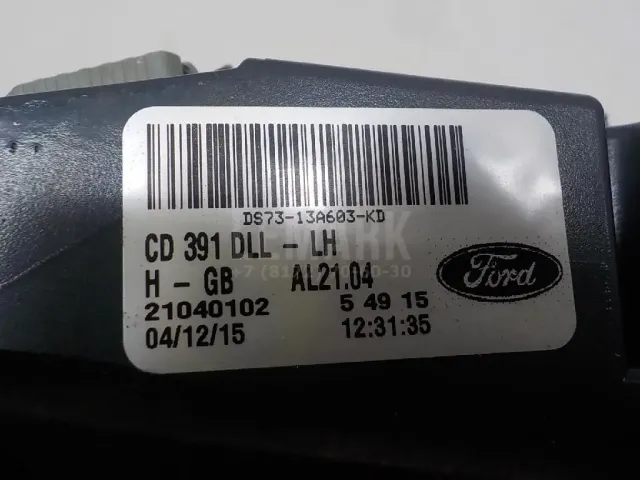 DS73-13A603-KD
CD 391 DLL - LH
H - GB AL21.04
21040102 5 49 15
04/12/15 12:31:35
Ford